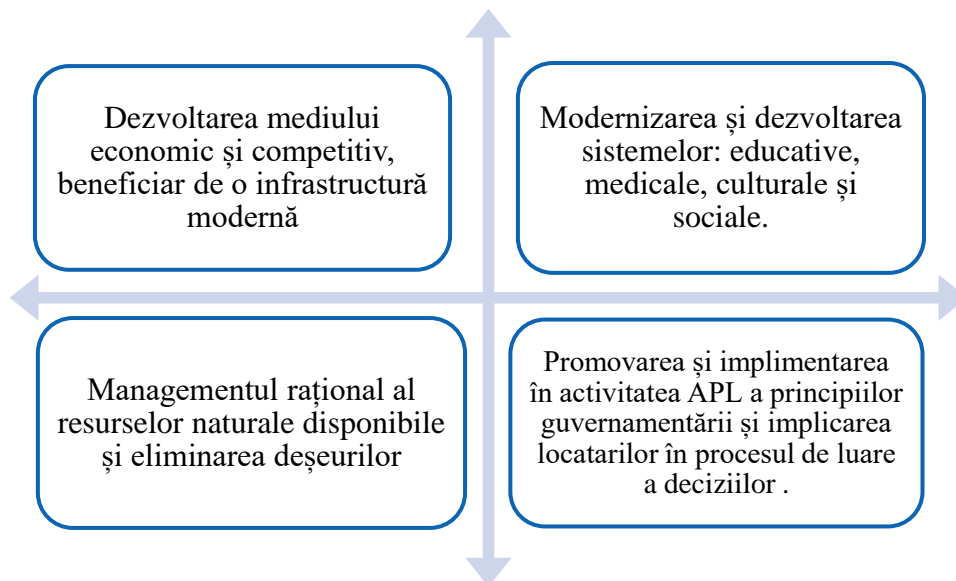 Dezvoltarea mediului
economic și competitiv,
beneficiar de o infrastructură
modernă
Modernizarea și dezvoltarea
sistemelor: educative,
medicale, culturale și
sociale.
Managementul rațional al
resurselor naturale disponibile
și eliminarea deșeurilor
Promovarea și implimentarea
în activitatea APL a principiilor
guvernamentării și implicarea
locatarilor în procesul de luare
a deciziilor .